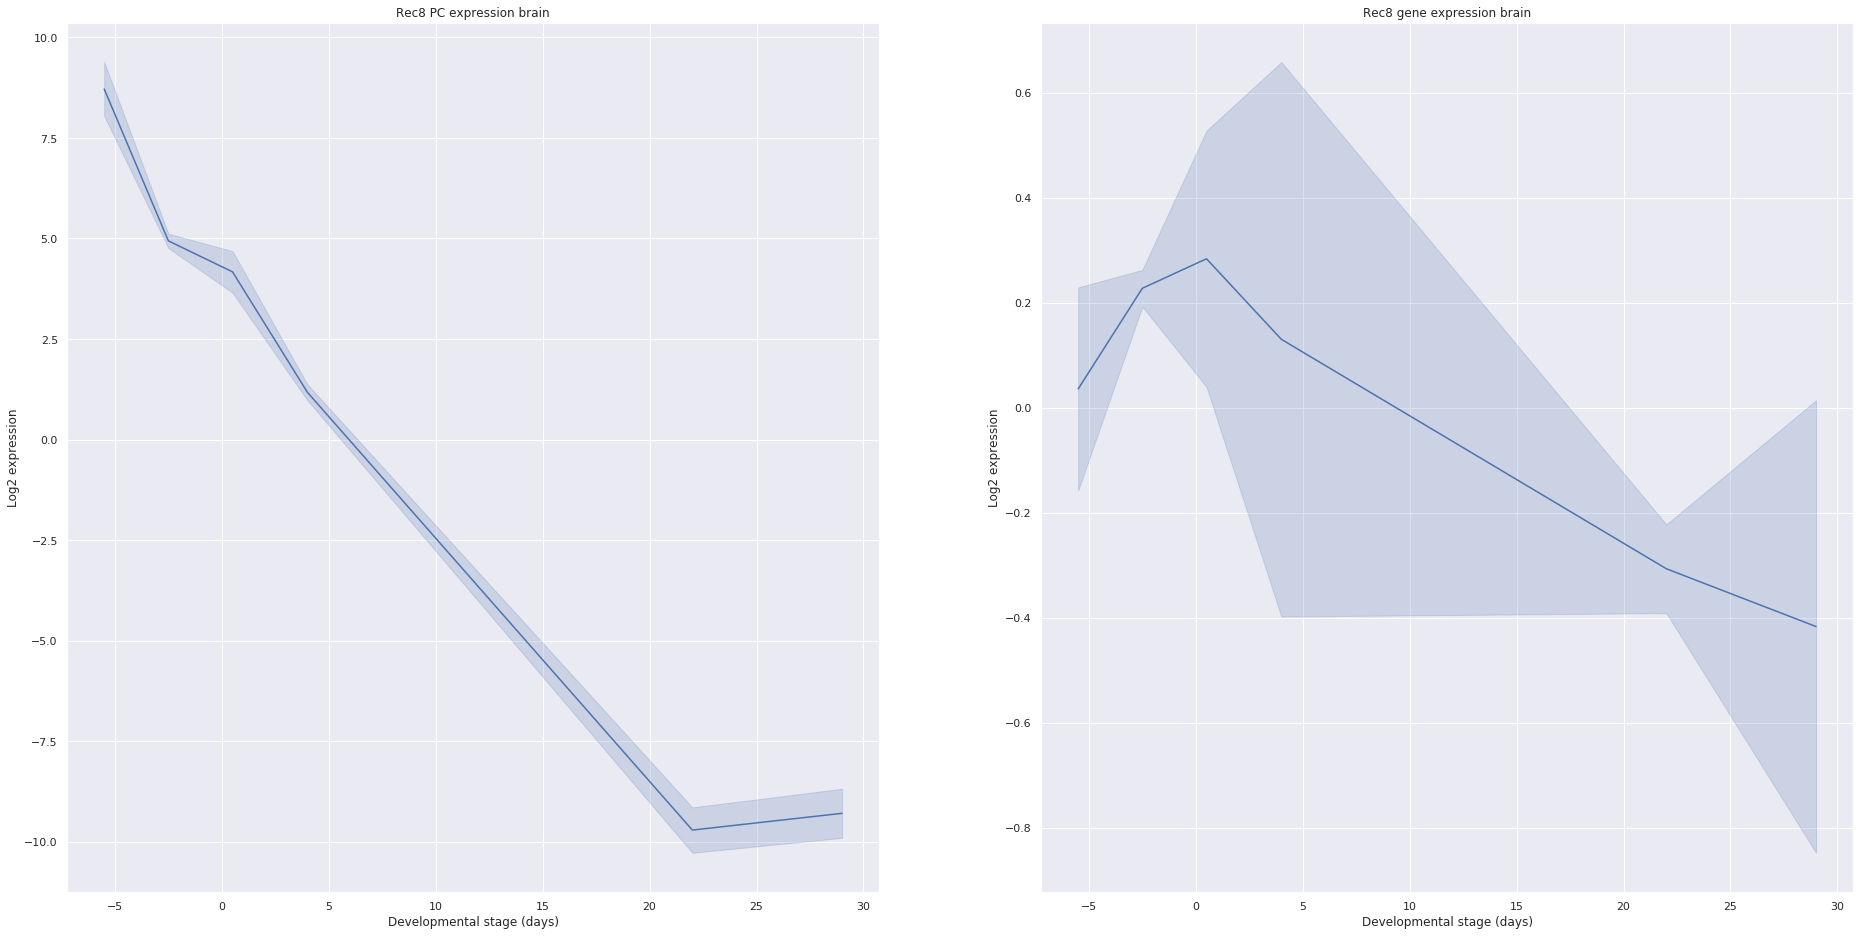 Rec8 PC expression brain
10.0
7.5
5.0
2.5
0.0
−2.5
−5.0
−7.5
−10.0
Log2 expression
−5 0 5 10 15 20 25 30
Developmental stage (days)
Rec8 gene expression brain
0.6
0.4
0.2
0.0
−0.2
−0.4
−0.6
−0.8
Log2 expression
−5 0 5 10 15 20 25 30
Developmental stage (days)